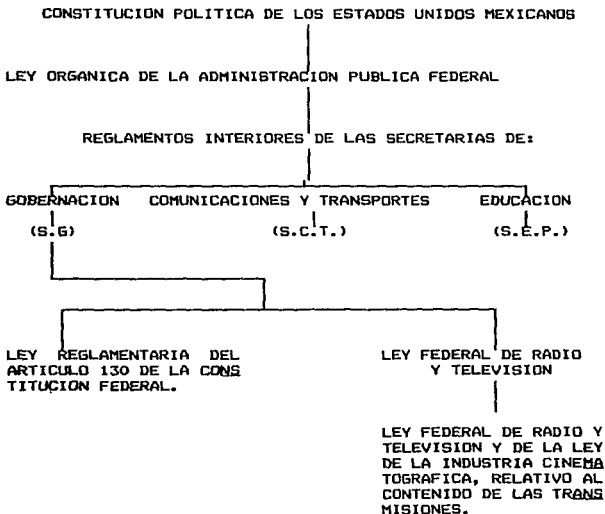 CONSTITUCION POLITICA DE LOS ESTADOS UNIDOS MEXICANOS
LEY ORGANICA DE LA ADMINISTRACION PUBLICA FEDERAL
REGLAMENTOS INTERIORES DE LAS SECRETARIAS DE:
GOBERNACION COMUNICACIONES Y TRANSPORTES EDUCACION
(S.G) (S.C.T.) (S.E.P.)
LEY REGLAMENTARIA DEL
ARTICULO 130 DE LA CONS
TITUCION FEDERAL.
LEY FEDERAL DE RADIO
Y TELEVISION
LEY FEDERAL DE RADIO Y
TELEVISION Y DE LA LEY
DE LA INDUSTRIA CINEMA
TOGRAFICA, RELATIVO AL
CONTENIDO DE LAS TRANS
MISIONES.